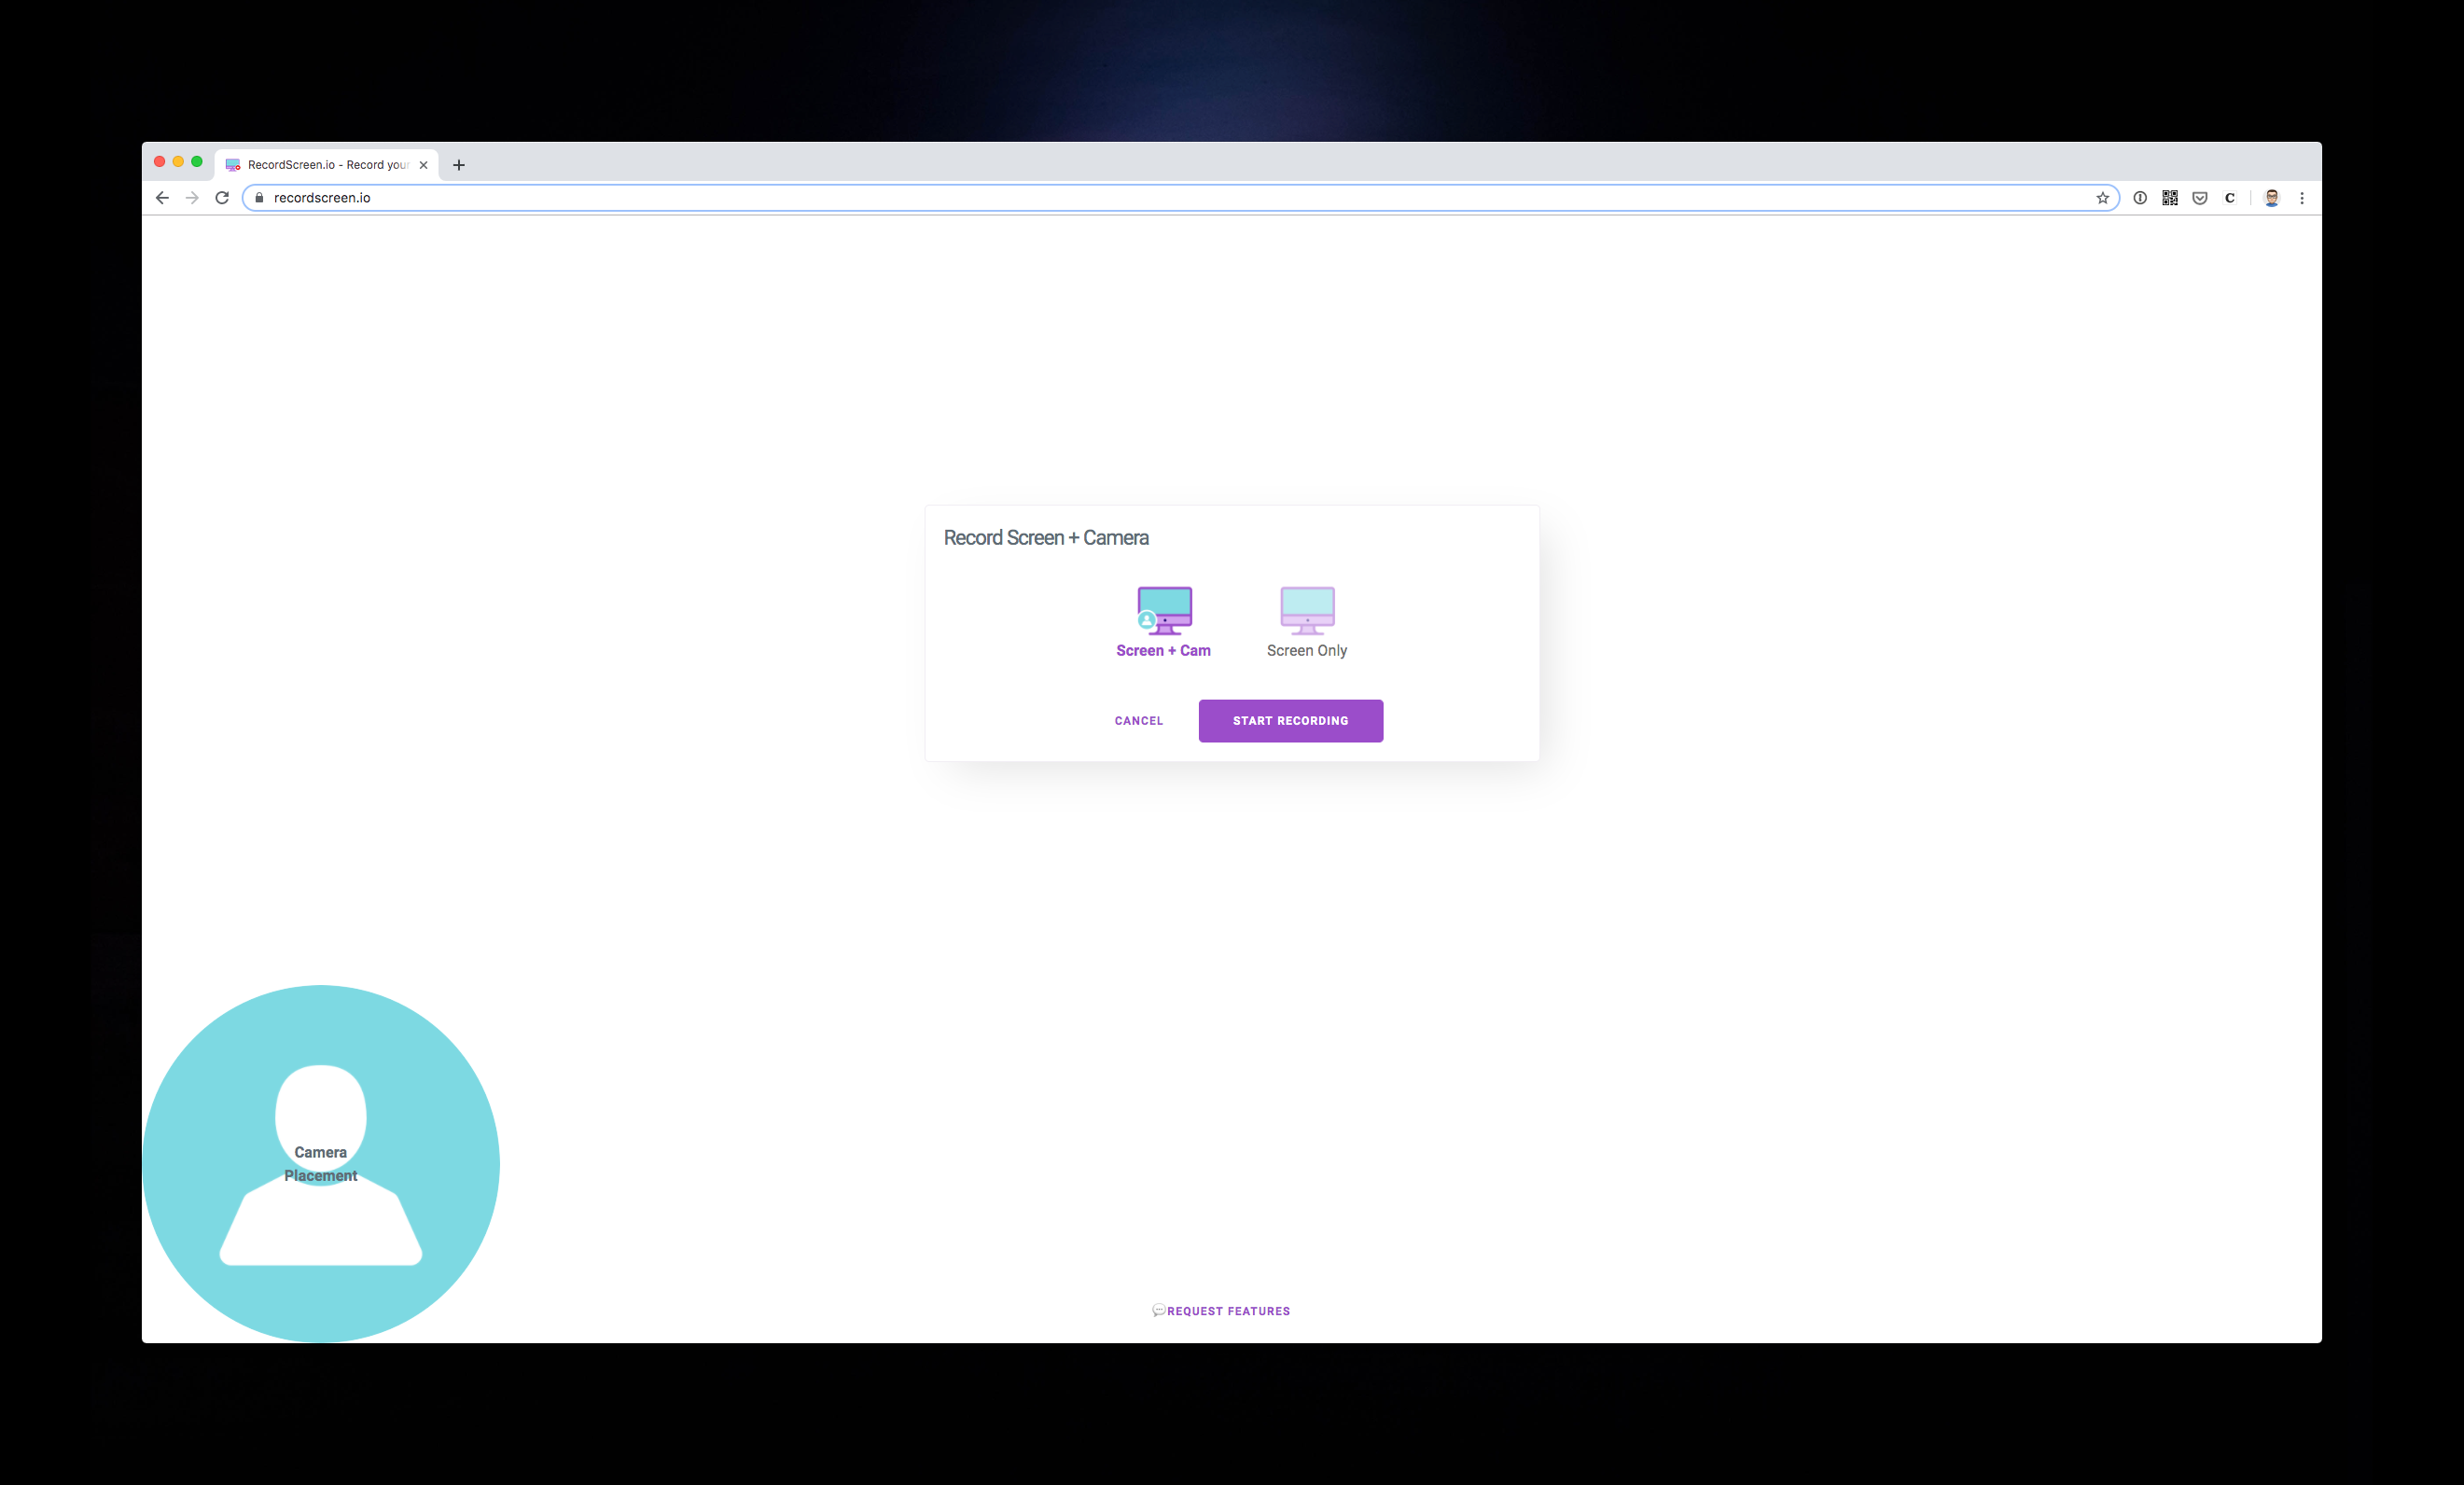 RecordScreen.io - Record your
recordscreen.io
C
Record Screen + Camera
Screen + Cam
Screen Only
CANCEL
START RECORDING
Camera
Placement
REQUEST FEATURES